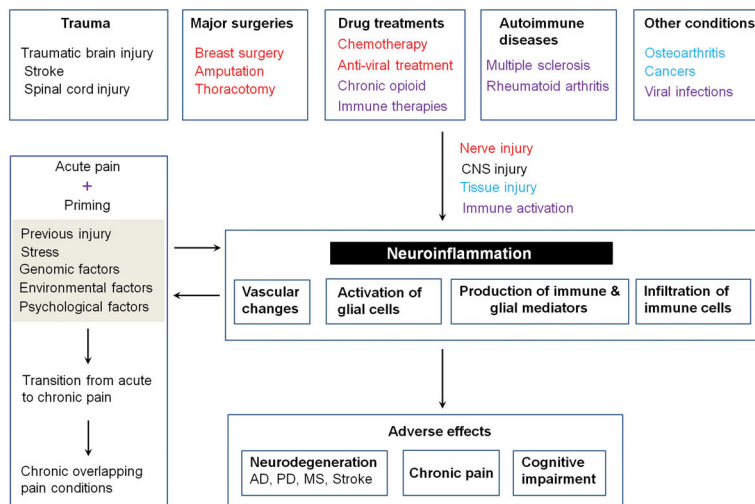 Trauma
Traumatic brain injury
Stroke
Spinal cord injury
Major surgeries
Breast surgery
Amputation
Thoracotomy
Drug treatments
Chemotherapy
Anti-viral treatment
Chronic opioid
Immune therapies
Autoimmune
diseases
Multiple sclerosis
Rheumatoid arthritis
Other conditions
Osteoarthritis
Cancers
Viral infections
Nerve injury
CNS injury
Tissue injury
Immune activation
Acute pain
+
Priming
Previous injury
Stress
Genomic factors
Environmental factors
Psychological factors
Transition from acute
to chronic pain
Chronic overlapping
pain conditions
Neuroinflammation
Vascular
changes
Activation of
glial cells
Production of immune &
glial mediators
Infiltration of
immune cells
Adverse effects
Neurodegeneration
AD, PD, MS, Stroke
Chronic pain
Cognitive
impairment